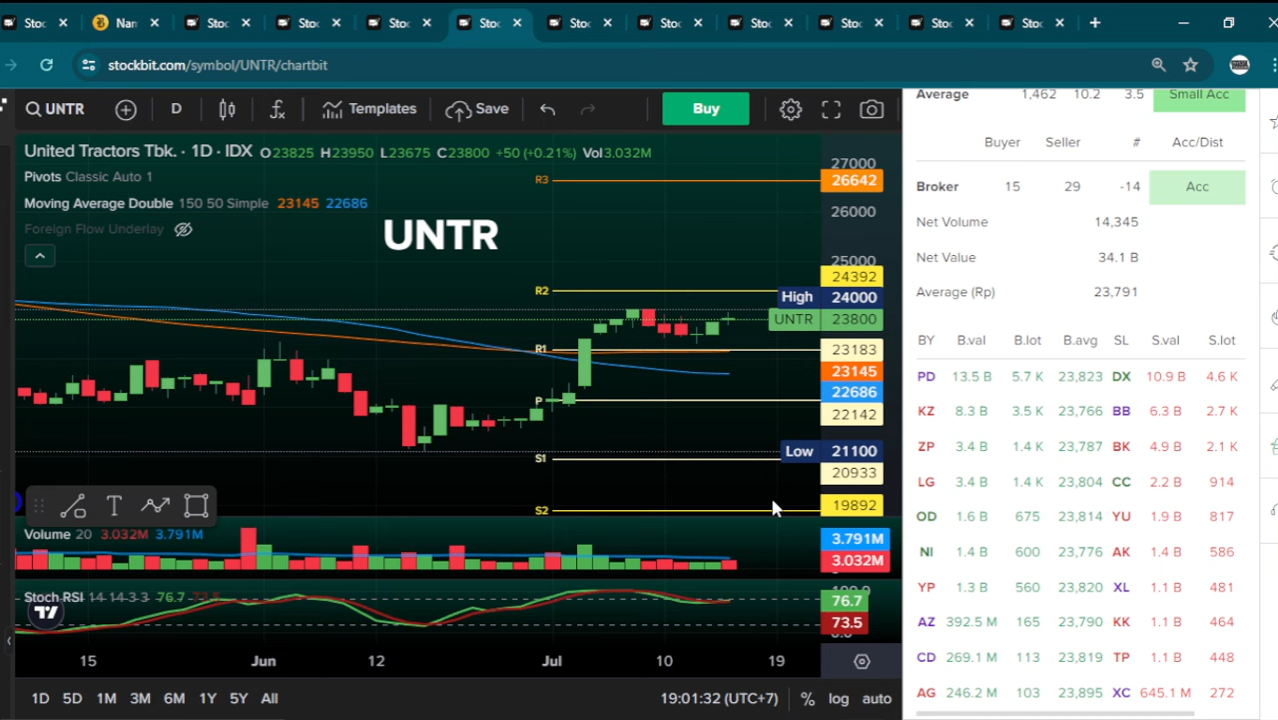 Stoc
Nan
Stoc
Stoc
Stoc
Stoc
Stoc
Stoc
Stoc
Stoc
Stoc
Stoc
stockbit.com/symbol/UNTR/chartbit
UNTR
D
Templates
Save
Buy
United Tractors Tbk. · 1D · IDX O23825 H23950 L23675 C23800 +50 (+0.21%) Vol3.032M
Pivots Classic Auto 1
Moving Average Double 150 50 Simple 23145 22686
Foreign Flow Underlay
UNTR
R3
27000
26642
26000
25000
R2
24392
High 24000
UNTR 23800
R1
23183
23145
22686
P
22142
Low 21100
S1
20933
S2
19892
T
Volume 20 3.032M 3.791M
3.791M
3.032M
Stoch RSI 14 14 3 3 76.7 73.5
76.7
73.5
15 Jun 12 Jul 10 19
1D 5D 1M 3M 6M 1Y 5Y All
19:01:32 (UTC+7) % log auto
Average 1,462 10.2 3.5 Small Acc
Buyer Seller # Acc/Dist
Broker 15 29 -14 Acc
Net Volume 14,345
Net Value 34.1 B
Average (Rp) 23,791
BY B.val B.lot B.avg SL S.val S.lot
PD 13.5 B 5.7 K 23,823 DX 10.9 B 4.6 K
KZ 8.3 B 3.5 K 23,766 BB 6.3 B 2.7 K
ZP 3.4 B 1.4 K 23,787 BK 4.9 B 2.1 K
LG 3.4 B 1.4 K 23,804 CC 2.2 B 914
OD 1.6 B 675 23,814 YU 1.9 B 817
NI 1.4 B 600 23,776 AK 1.4 B 586
YP 1.3 B 560 23,820 XL 1.1 B 481
AZ 392.5 M 165 23,790 KK 1.1 B 464
CD 269.1 M 113 23,819 TP 1.1 B 448
AG 246.2 M 103 23,895 XC 645.1 M 272